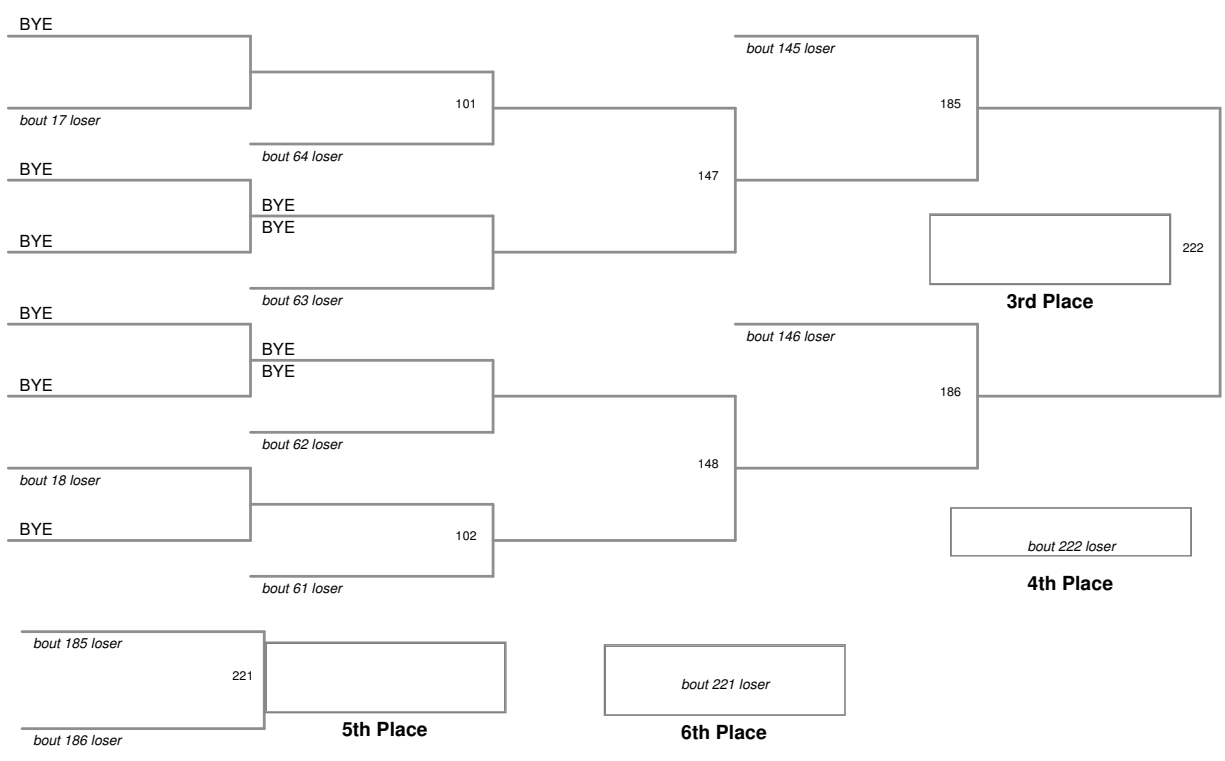 BYE
bout 145 loser
101
185
bout 17 loser
bout 64 loser
BYE
147
BYE
BYE
BYE
222
bout 63 loser
3rd Place
BYE
bout 146 loser
BYE
BYE
BYE
186
bout 62 loser
148
bout 18 loser
BYE
102
bout 222 loser
bout 61 loser
4th Place
bout 185 loser
221
bout 221 loser
5th Place
6th Place
bout 186 loser